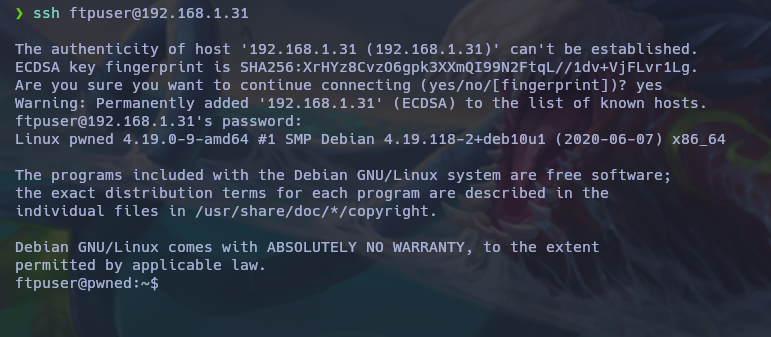 ❯ ssh ftpuser@192.168.1.31
The authenticity of host '192.168.1.31 (192.168.1.31)' can't be established.
ECDSA key fingerprint is SHA256:XrHYz8CvzO6gpk3XXmQI99N2FtqL//1dv+VjFLvr1Lg.
Are you sure you want to continue connecting (yes/no/[fingerprint])? yes
Warning: Permanently added '192.168.1.31' (ECDSA) to the list of known hosts.
ftpuser@192.168.1.31's password:
Linux pwned 4.19.0-9-amd64 #1 SMP Debian 4.19.118-2+deb10u1 (2020-06-07) x86_64
The programs included with the Debian GNU/Linux system are free software;
the exact distribution terms for each program are described in the
individual files in /usr/share/doc/*/copyright.
Debian GNU/Linux comes with ABSOLUTELY NO WARRANTY, to the extent
permitted by applicable law.
ftpuser@pwned:~$